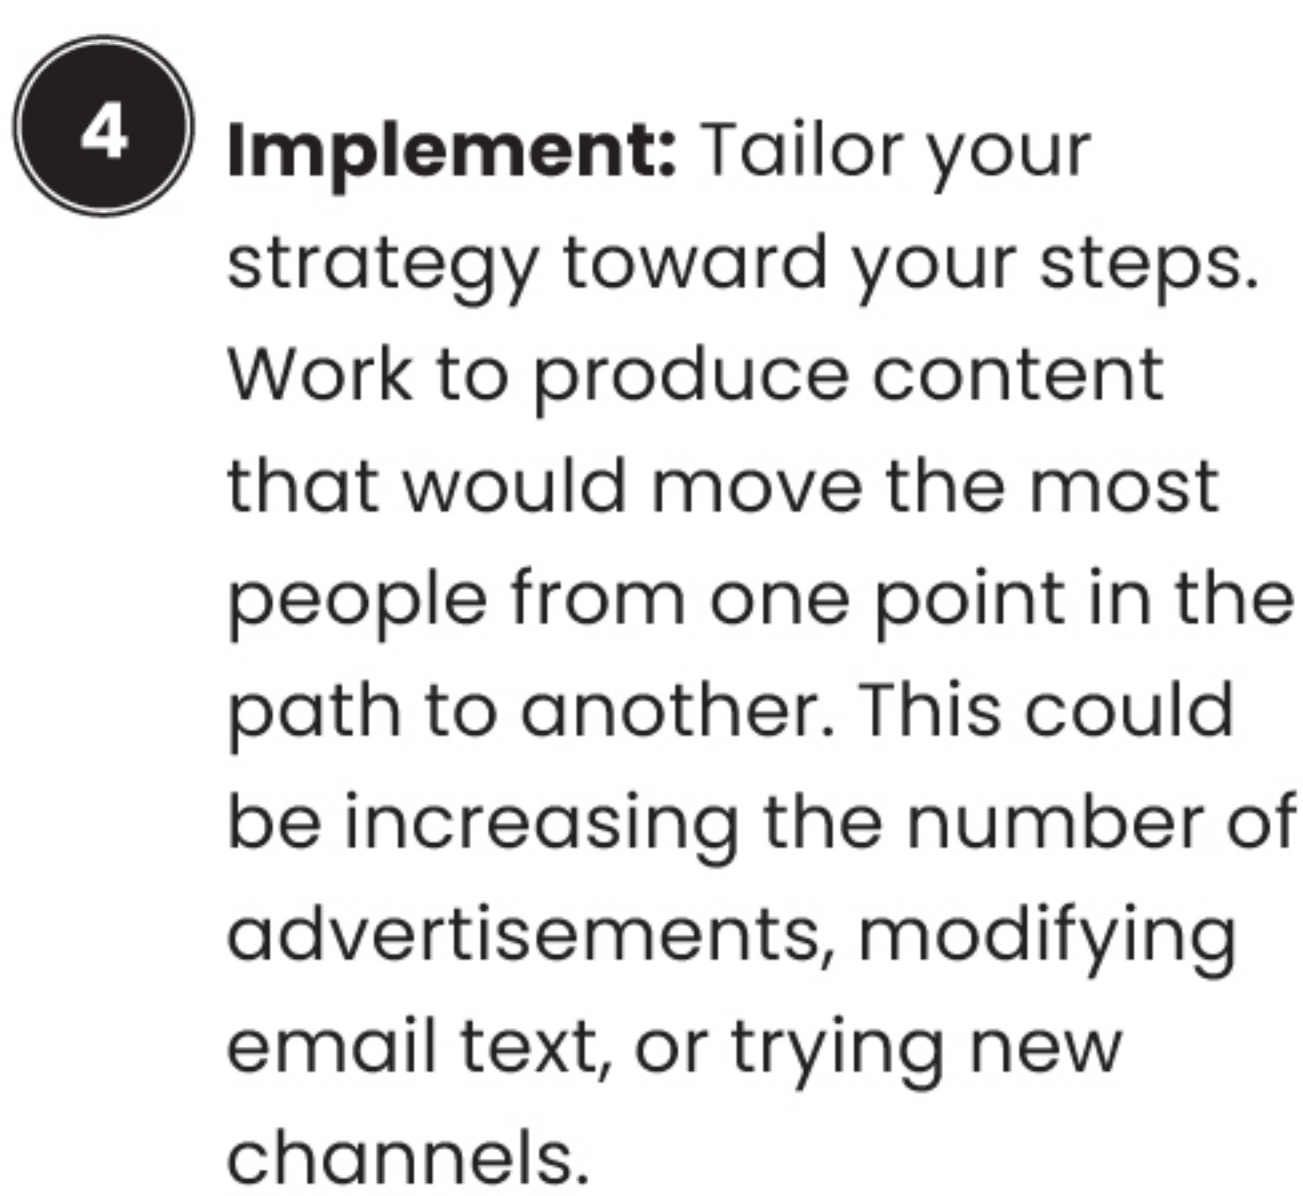 4
Implement: Tailor your
strategy toward your steps.
Work to produce content
that would move the most
people from one point in the
path to another. This could
be increasing the number of
advertisements, modifying
email text, or trying new
channels.